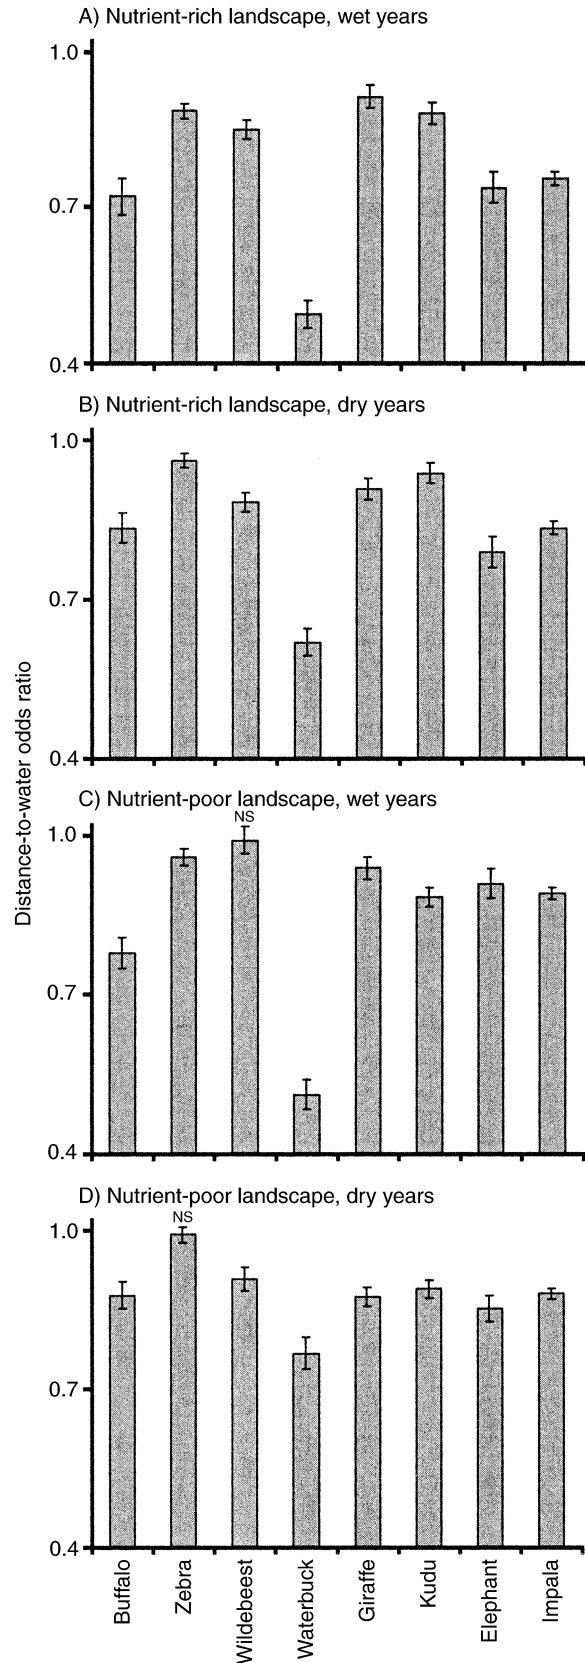 A) Nutrient-rich landscape, wet years
1.0
0.7
0.4
B) Nutrient-rich landscape, dry years
1.0
0.7
0.4
Distance-to-water odds ratio
C) Nutrient-poor landscape, wet years
NS
1.0
0.7
0.4
D) Nutrient-poor landscape, dry years
NS
1.0
0.7
0.4
Buffalo
Zebra
Wildebeest
Waterbuck
Giraffe
Kudu
Elephant
Impala